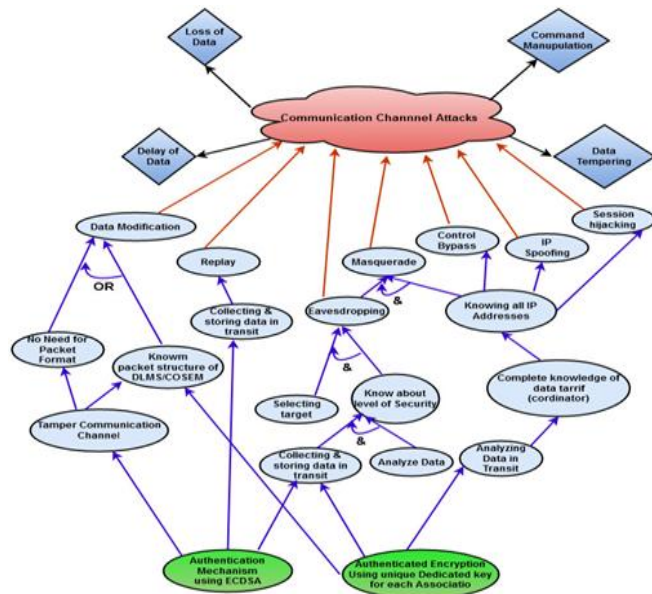 Loss of
Data
Command
Manupulation
Communication Channnel Attacks
Delay of
Data
Data
Tempering
Data Modification
Session
hijacking
Control
Bypass
IP
Spoofing
Replay
Masquerade
OR
&
Collecting &
storing data in
transit
Eavesdropping
Knowing all IP
Addresses
No Need for
Packet
Format
Knowm
packet structure of
DLMS/COSEM
&
Selecting
target
Know about
level of Security
Complete knowledge of
data tarrif
(cordinator)
Tamper Communication
Channel
&
Collecting &
storing data in
transit
Analyze Data
Analyzing
Data in
Transit
Authentication
Mechanism
using ECDSA
Authenticated Encryption
Using unique Dedicated key
for each Associatio